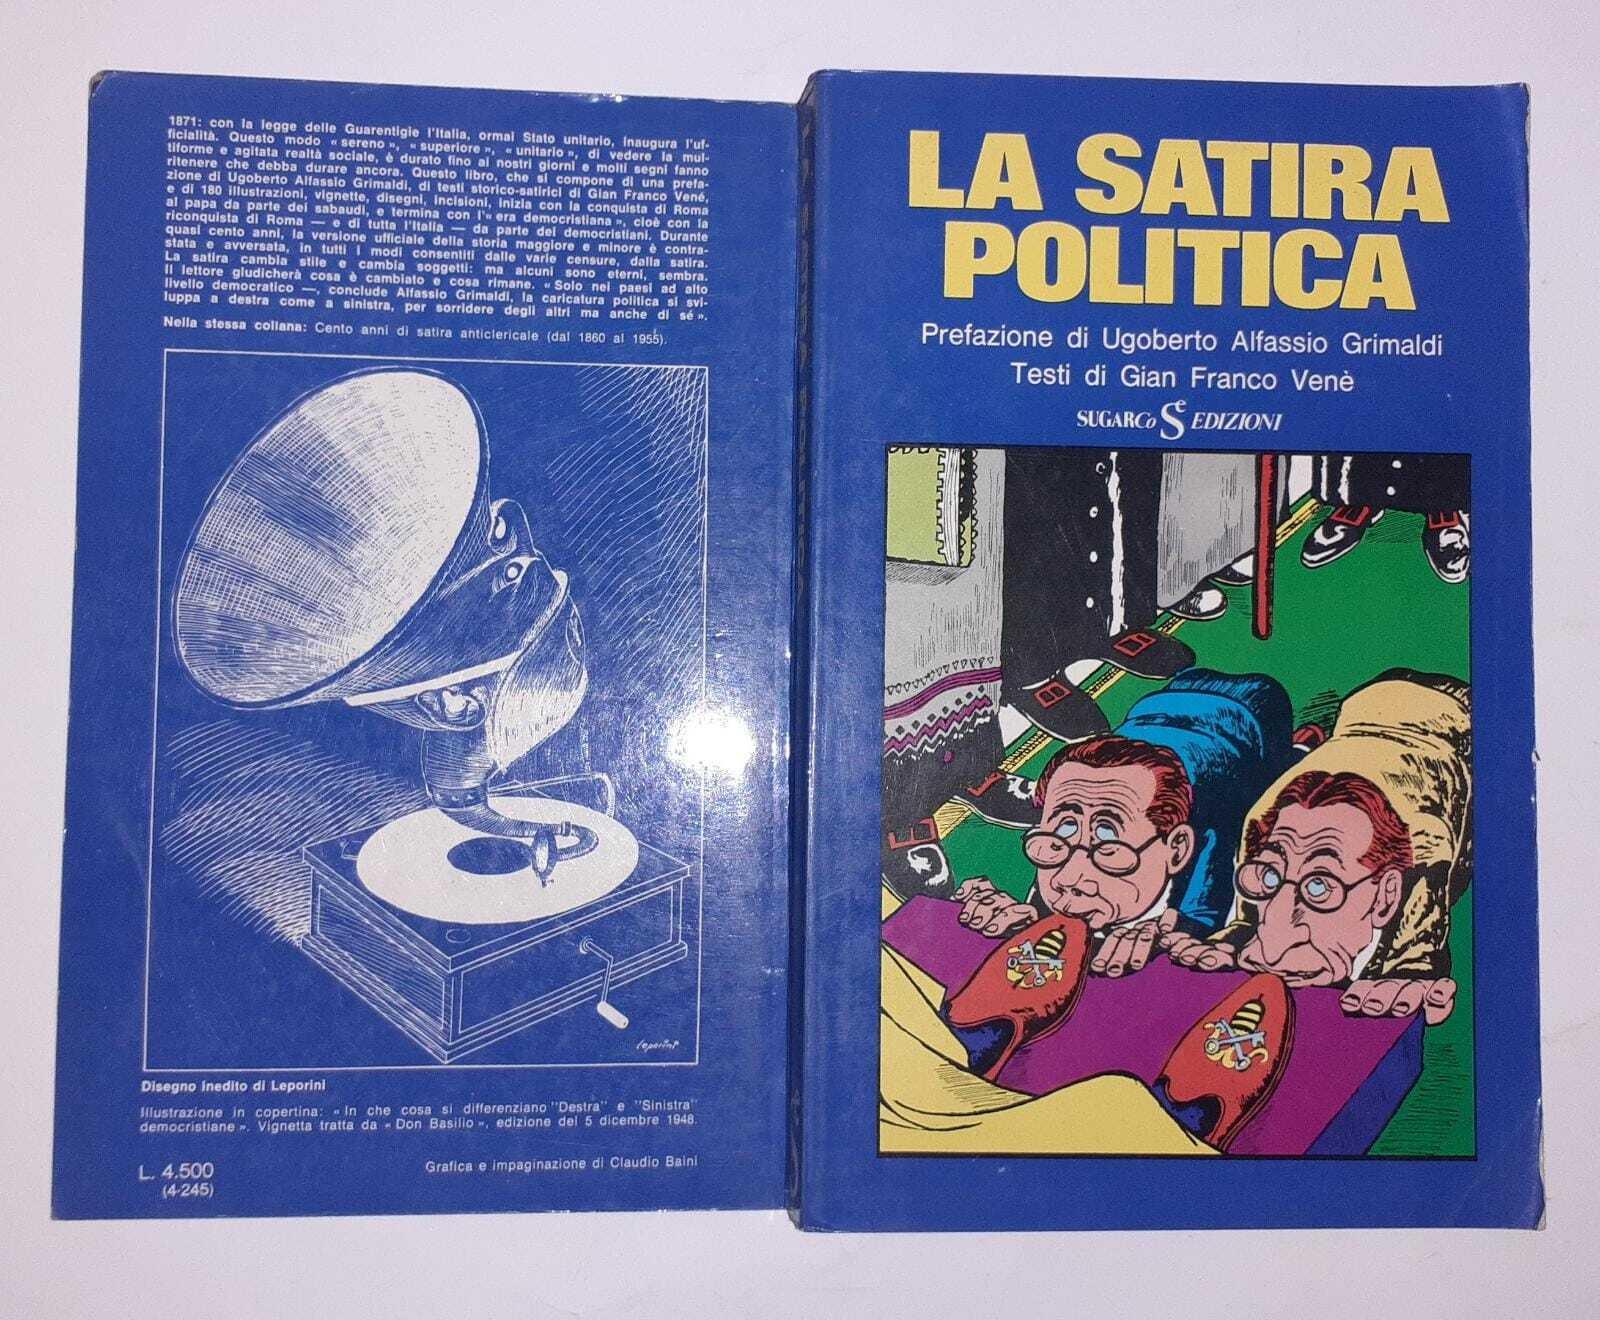 1871: con la legge delle Guarentigie l'Italia, ormai Stato unitario, inaugura l'uf-
ficialità. Questo modo « sereno », « superiore », « unitario », di vedere la mul-
tiforme e agitata realtà sociale, è durato fino ai nostri giorni e molti segni fanno
ritenere che debba durare ancora. Questo libro, che si compone di una prefa-
zione di Ugoberto Alfassio Grimaldi, di testi storico-satirici di Gian Franco Vené,
e di 180 illustrazioni, vignette, disegni, incisioni, inizia con la conquista di Roma
al papa da parte dei sabaudi, e termina con l'« era democristiana », cioè con la
riconquista di Roma — e di tutta l'Italia — da parte dei democristiani. Durante
quasi cento anni, la versione ufficiale della storia maggiore e minore è contra-
stata e avversata, in tutti i modi consentiti dalle varie censure, dalla satira.
La satira cambia stile e cambia soggetti: ma alcuni sono eterni, sembra.
Il lettore giudicherà cosa è cambiato e cosa rimane. « Solo nei paesi ad alto
livello democratico —, conclude Alfassio Grimaldi, la caricatura politica si svi-
luppa a destra come a sinistra, per sorridere degli altri ma anche di sé ».
Nella stessa collana: Cento anni di satira anticlericale (dal 1860 al 1955).
leporini
Disegno inedito di Leporini
Illustrazione in copertina: « In che cosa si differenziano "Destra" e "Sinistra"
democristiane ». Vignetta tratta da « Don Basilio », edizione del 5 dicembre 1948.
Grafica e impaginazione di Claudio Baini
L. 4.500
(4-245)
LA SATIRA
POLITICA
Prefazione di Ugoberto Alfassio Grimaldi
Testi di Gian Franco Venè
SUGARCo S EDIZIONI